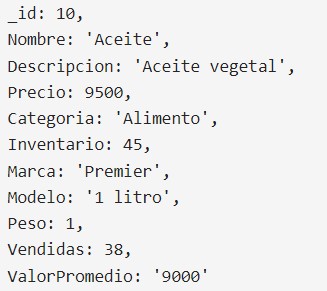 _id: 10,
Nombre: 'Aceite',
Descripcion: 'Aceite vegetal',
Precio: 9500,
Categoria: 'Alimento',
Inventario: 45,
Marca: 'Premier',
Modelo: '1 litro',
Peso: 1,
Vendidas: 38,
ValorPromedio: '9000'